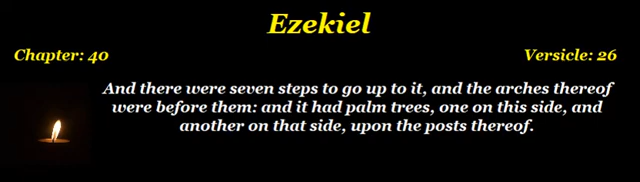 Ezekiel
Chapter: 40
Versicle: 26
And there were seven steps to go up to it, and the arches thereof
were before them: and it had palm trees, one on this side, and
another on that side, upon the posts thereof.